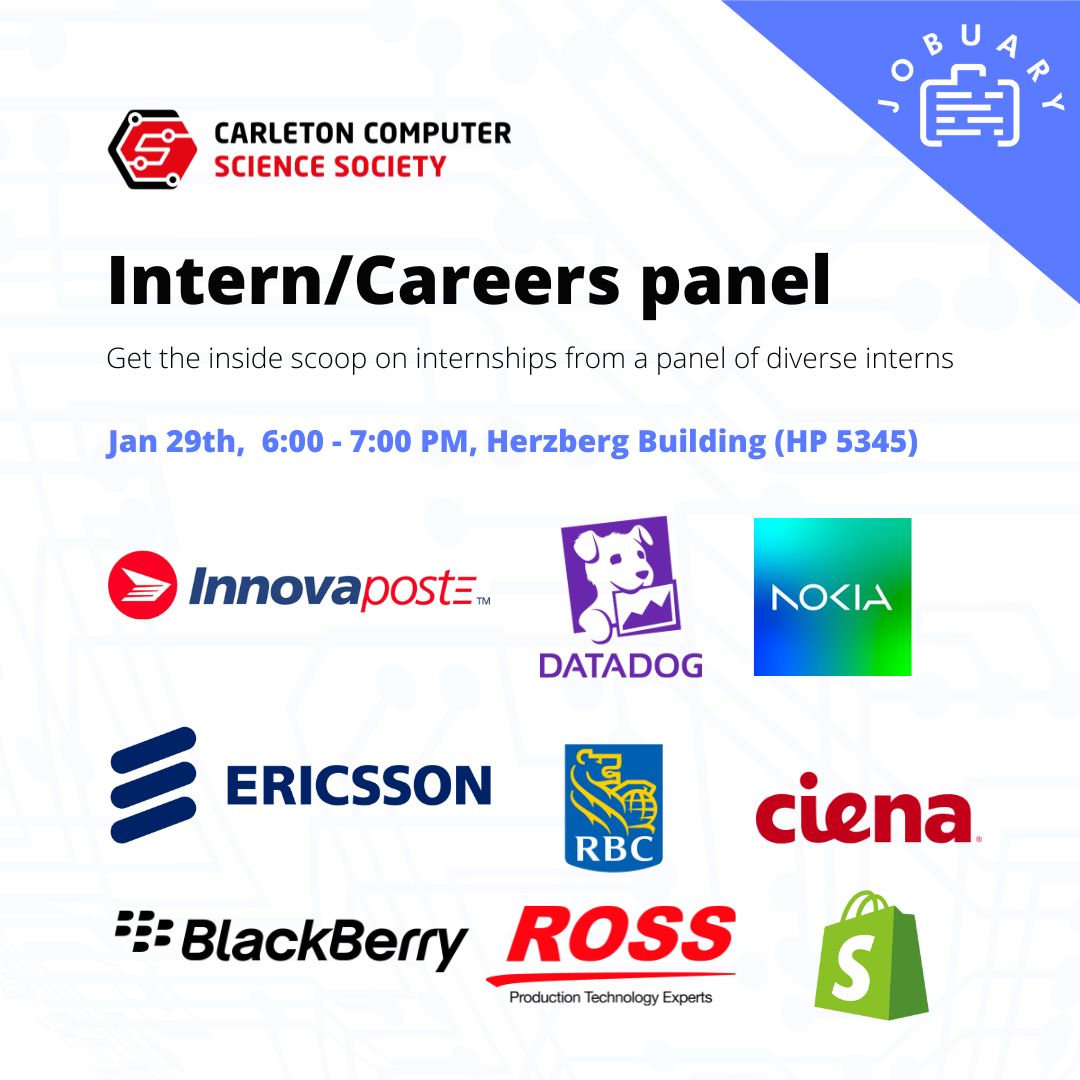 JOBUARY
CARLETON COMPUTER
SCIENCE SOCIETY
Intern/Careers panel
Get the inside scoop on internships from a panel of diverse interns
Jan 29th, 6:00 - 7:00 PM, Herzberg Building (HP 5345)
Innovaposte™
DATADOG
NOKIA
ERICSSON
RBC
ciena®
BlackBerry
ROSS
Production Technology Experts
S